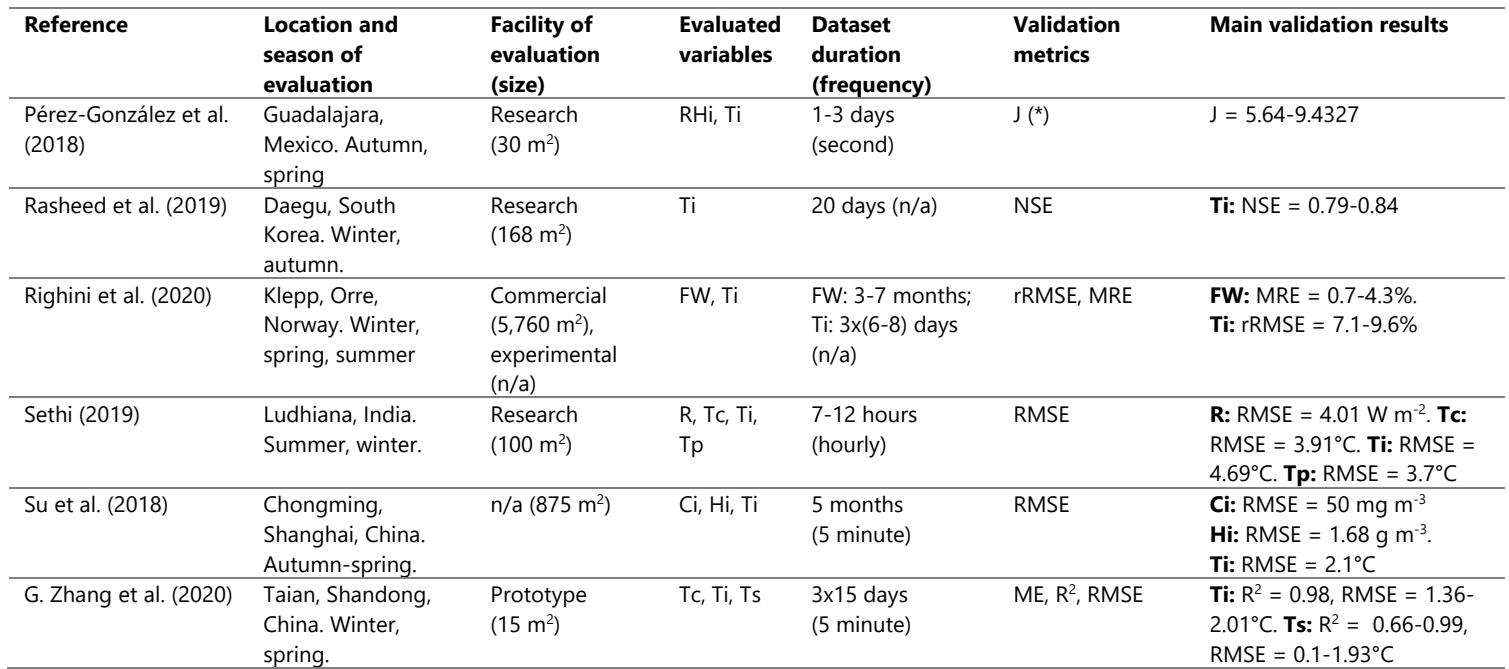 Reference
Location and
season of
evaluation
Facility of
evaluation
(size)
Evaluated
variables
Dataset
duration
(frequency)
Validation
metrics
Main validation results
Pérez-González et al.
(2018)
Guadalajara,
Mexico. Autumn,
spring
Research
(30 m²)
RHi, Ti
1-3 days
(second)
J (*)
J = 5.64-9.4327
Rasheed et al. (2019)
Daegu, South
Korea. Winter,
autumn.
Research
(168 m²)
Ti
20 days (n/a)
NSE
Ti: NSE = 0.79-0.84
Righini et al. (2020)
Klepp, Orre,
Norway. Winter,
spring, summer
Commercial
(5,760 m²),
experimental
(n/a)
FW, Ti
FW: 3-7 months;
Ti: 3x(6-8) days
(n/a)
rRMSE, MRE
FW: MRE = 0.7-4.3%.
Ti: rRMSE = 7.1-9.6%
Sethi (2019)
Ludhiana, India.
Summer, winter.
Research
(100 m²)
R, Tc, Ti,
Tp
7-12 hours
(hourly)
RMSE
R: RMSE = 4.01 W m⁻². Tc:
RMSE = 3.91°C. Ti: RMSE =
4.69°C. Tp: RMSE = 3.7°C
Su et al. (2018)
Chongming,
Shanghai, China.
Autumn-spring.
n/a (875 m²)
Ci, Hi, Ti
5 months
(5 minute)
RMSE
Ci: RMSE = 50 mg m⁻³
Hi: RMSE = 1.68 g m⁻³.
Ti: RMSE = 2.1°C
G. Zhang et al. (2020)
Taian, Shandong,
China. Winter,
spring.
Prototype
(15 m²)
Tc, Ti, Ts
3x15 days
(5 minute)
ME, R², RMSE
Ti: R² = 0.98, RMSE = 1.36-
2.01°C. Ts: R² = 0.66-0.99,
RMSE = 0.1-1.93°C